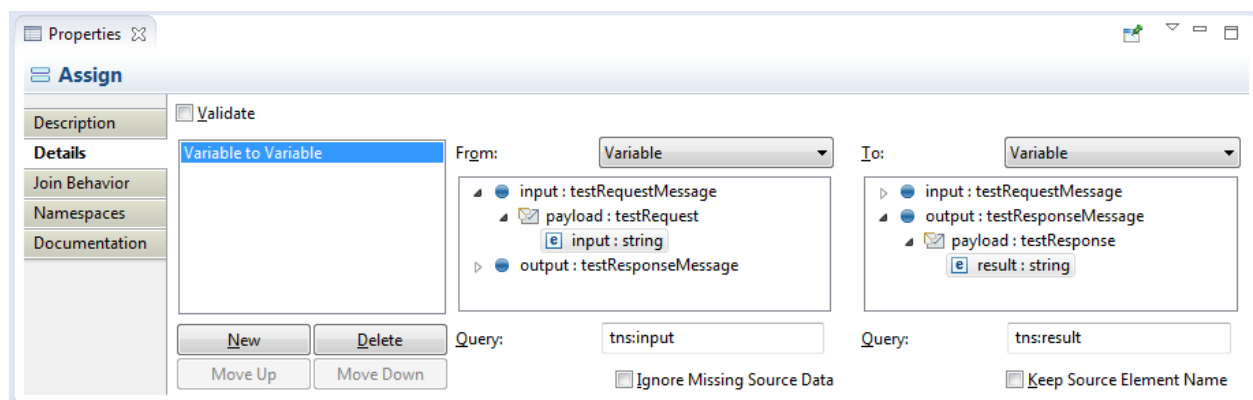 Properties
Assign
Description
Details
Join Behavior
Namespaces
Documentation
Validate
Variable to Variable
New Delete
Move Up Move Down
From: Variable
input : testRequestMessage
payload : testRequest
e input : string
output : testResponseMessage
Query: tns:input
Ignore Missing Source Data
To: Variable
input : testRequestMessage
output : testResponseMessage
payload : testResponse
e result : string
Query: tns:result
Keep Source Element Name